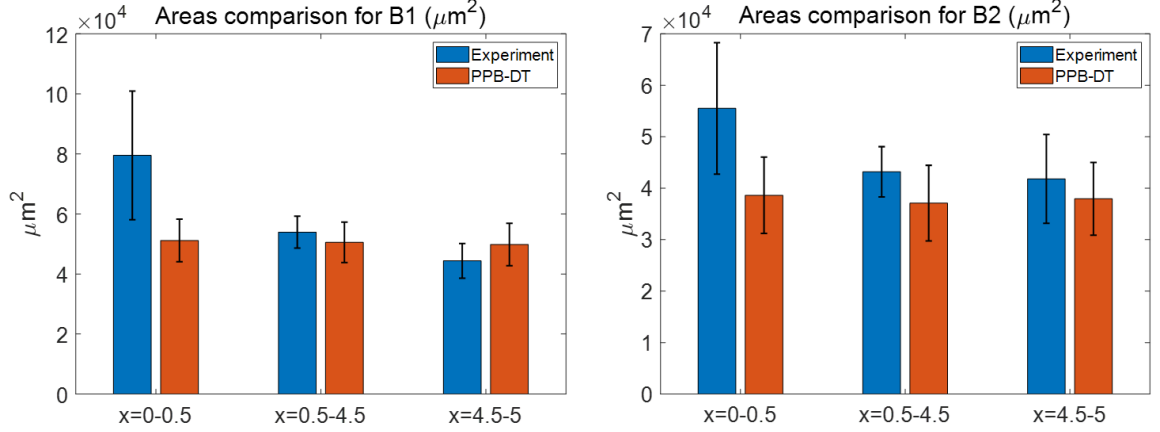 Areas comparison for B1 (μm²)
×10⁴
12
10
8
6
4
2
0
μm²
Experiment
PPB-DT
x=0-0.5
x=0.5-4.5
x=4.5-5
Areas comparison for B2 (μm²)
×10⁴
7
6
5
4
3
2
1
0
μm²
Experiment
PPB-DT
x=0-0.5
x=0.5-4.5
x=4.5-5